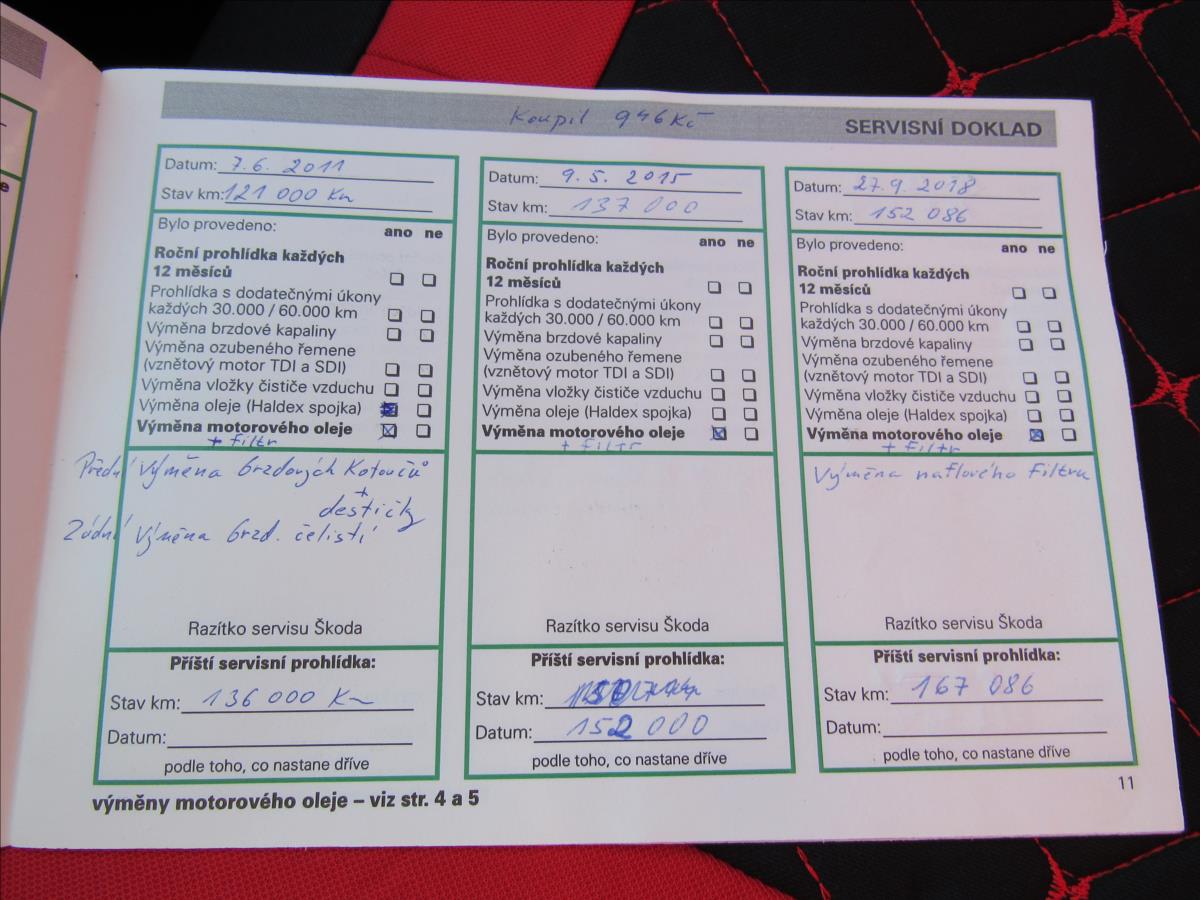 Koupil 946 Kč
SERVISNÍ DOKLAD
Datum: 7.6. 2011
Stav km: 121 000 Km
Bylo provedeno:
ano ne
Roční prohlídka každých
12 měsíců
Prohlídka s dodatečnými úkony
každých 30.000 / 60.000 km
Výměna brzdové kapaliny
Výměna ozubeného řemene
(vznětový motor TDI a SDI)
Výměna vložky čističe vzduchu
Výměna oleje (Haldex spojka)
Výměna motorového oleje
+ filtr
Přední Výměna brzdových Kotoučů
+
destičky
Zádní Výměna brzd. čelistí
Razítko servisu Škoda
Příští servisní prohlídka:
Stav km: 136 000 Km
Datum:
podle toho, co nastane dříve
Datum: 9.5. 2015
Stav km: 137 000
Bylo provedeno:
ano ne
Roční prohlídka každých
12 měsíců
Prohlídka s dodatečnými úkony
každých 30.000 / 60.000 km
Výměna brzdové kapaliny
Výměna ozubeného řemene
(vznětový motor TDI a SDI)
Výměna vložky čističe vzduchu
Výměna oleje (Haldex spojka)
Výměna motorového oleje
+ filtr
Razítko servisu Škoda
Příští servisní prohlídka:
Stav km:
Datum: 152 000
podle toho, co nastane dříve
Datum: 27.9. 2018
Stav km: 152 086
Bylo provedeno:
ano ne
Roční prohlídka každých
12 měsíců
Prohlídka s dodatečnými úkony
každých 30.000 / 60.000 km
Výměna brzdové kapaliny
Výměna ozubeného řemene
(vznětový motor TDI a SDI)
Výměna vložky čističe vzduchu
Výměna oleje (Haldex spojka)
Výměna motorového oleje
+ filtr
Výměna naftového filtru
Razítko servisu Škoda
Příští servisní prohlídka:
Stav km: 167 086
Datum:
podle toho, co nastane dříve
11
výměny motorového oleje – viz str. 4 a 5